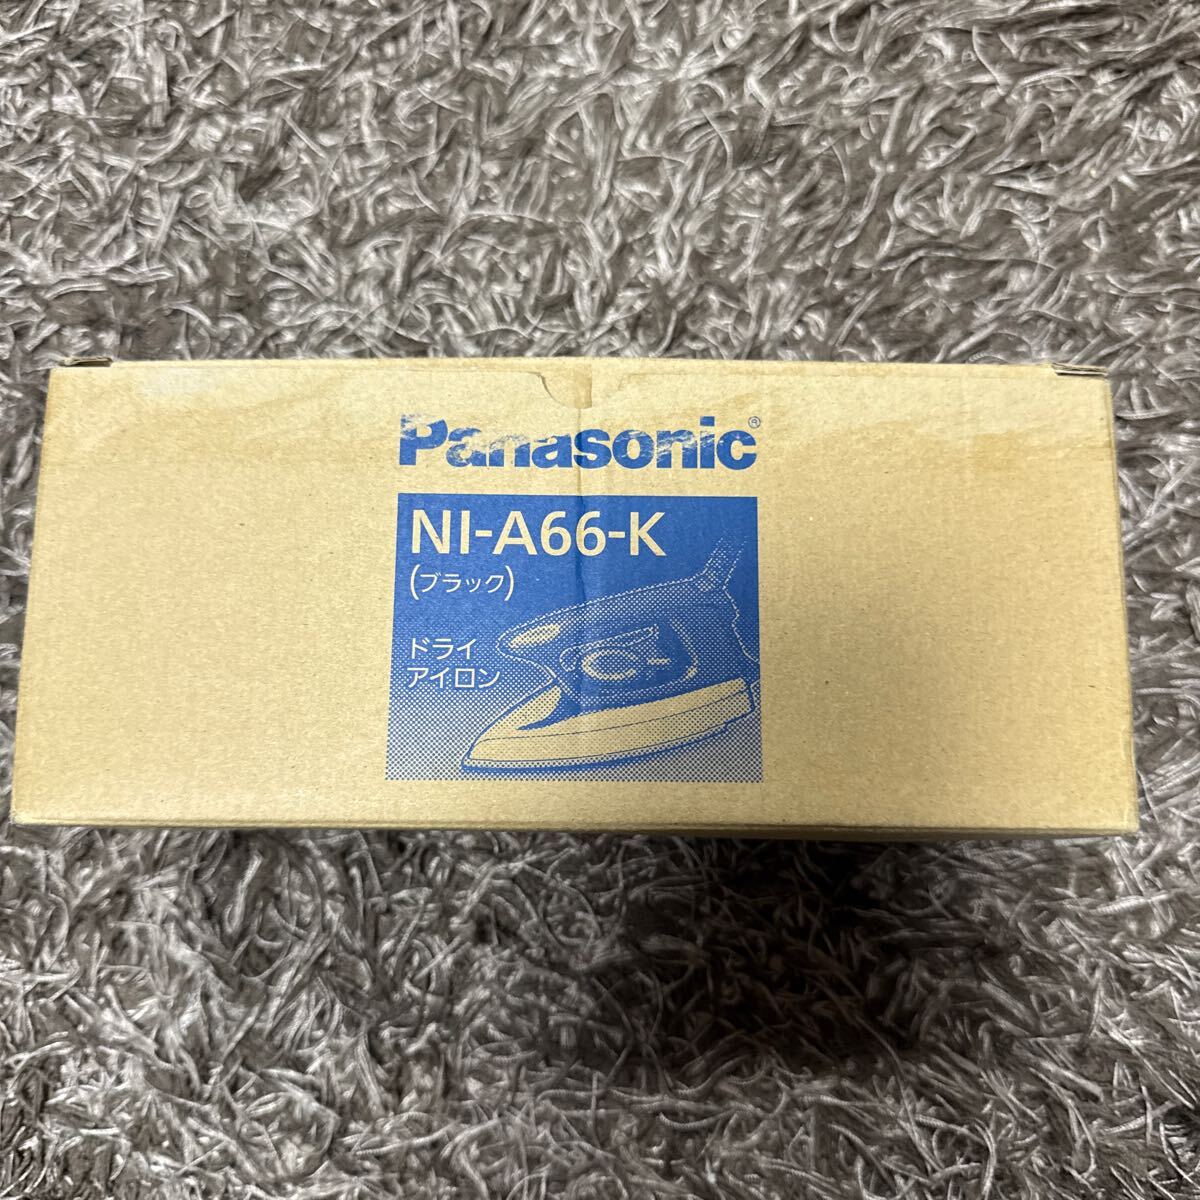 Panasonic®
NI-A66-K
(ブラック)
ドライ
アイロン